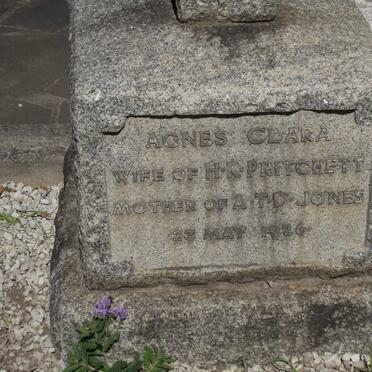 AGNES CLARA
WIFE OF H·R·PRITCHETT
MOTHER OF A·T·D·JONES
23 MAY 1926